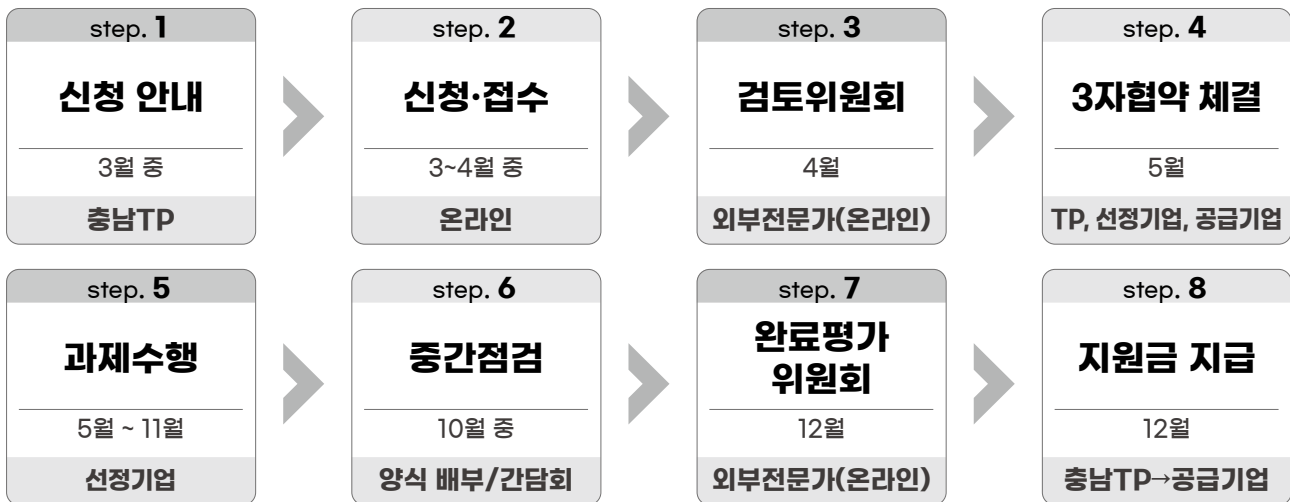 step. 1
신청 안내
3월 중
충남TP
step. 2
신청·접수
3~4월 중
온라인
step. 3
검토위원회
4월
외부전문가(온라인)
step. 4
3자협약 체결
5월
TP, 선정기업, 공급기업
step. 5
과제수행
5월 ~ 11월
선정기업
step. 6
중간점검
10월 중
양식 배부/간담회
step. 7
완료평가
위원회
12월
외부전문가(온라인)
step. 8
지원금 지급
12월
충남TP→공급기업